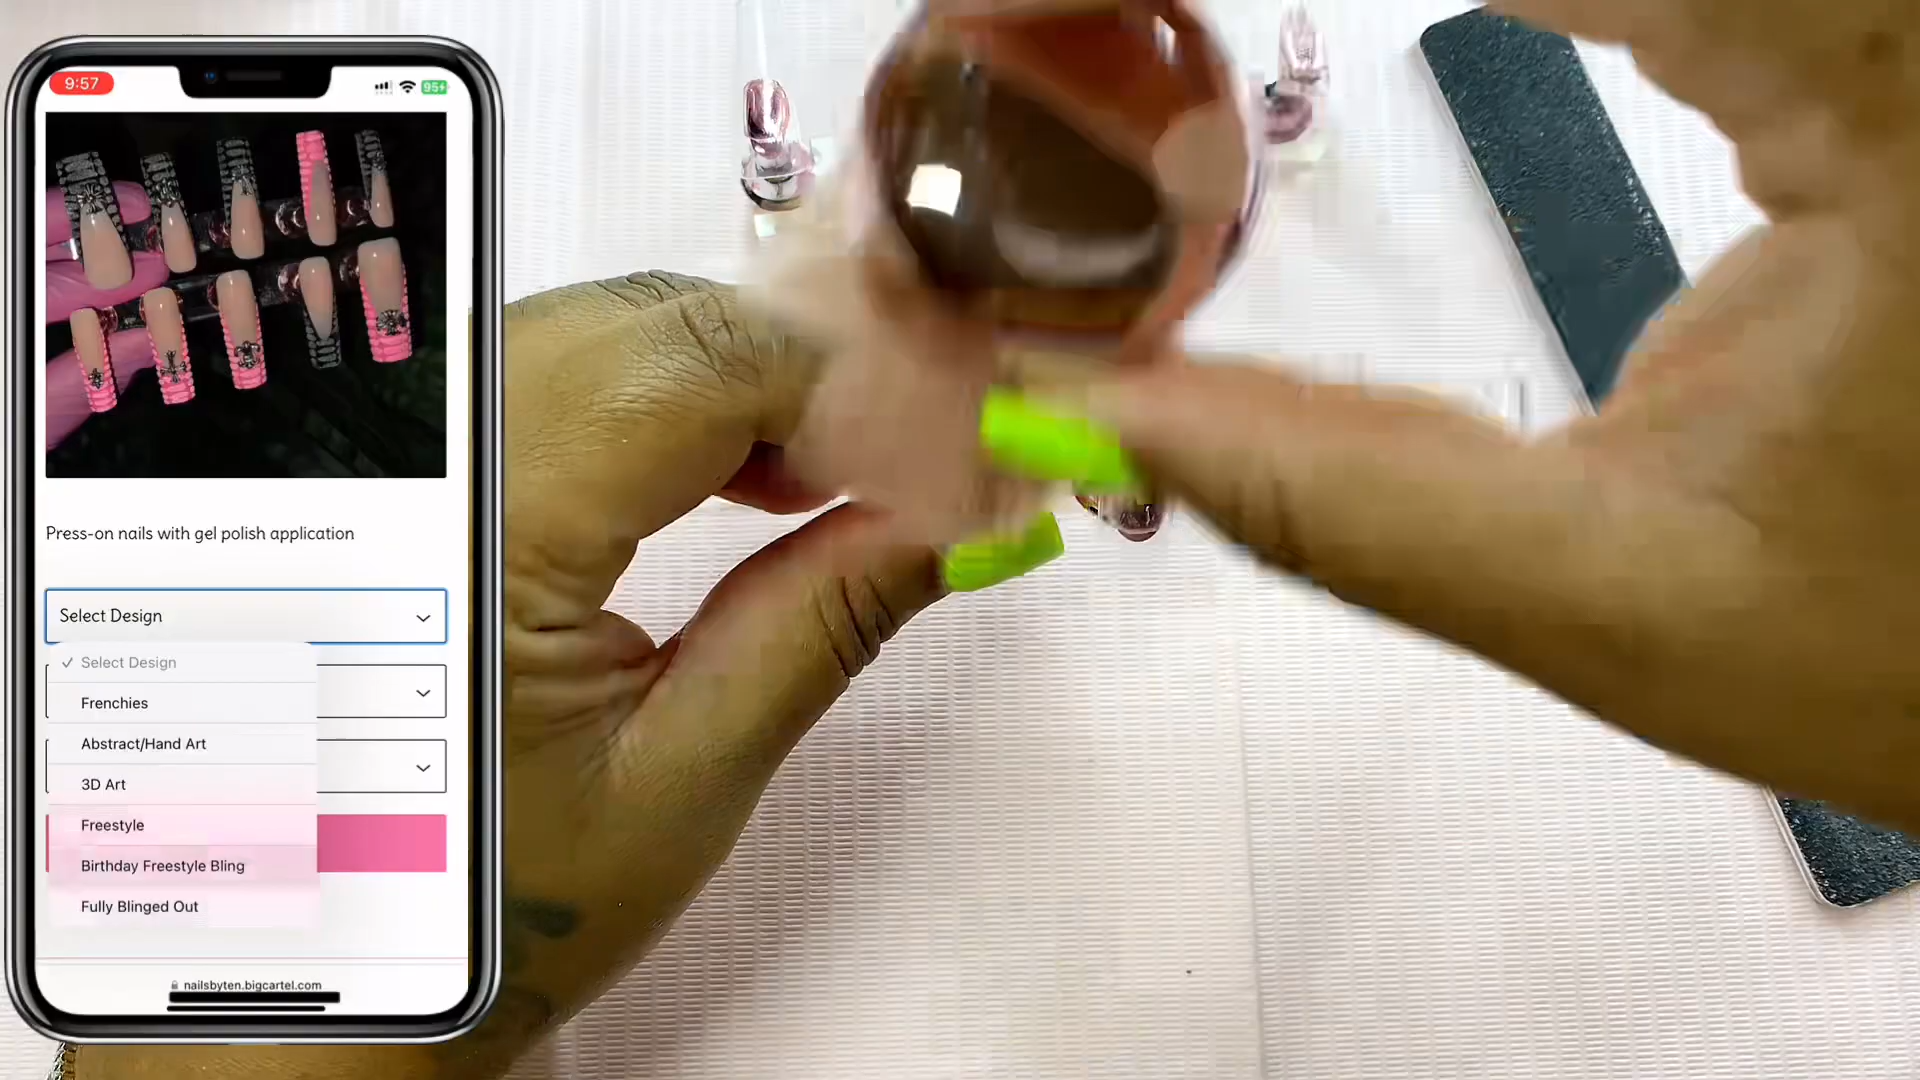 9:57
95
Press-on nails with gel polish application
Select Design
✓ Select Design
Frenchies
Abstract/Hand Art
3D Art
Freestyle
Birthday Freestyle Bling
Fully Blinged Out
nailsbyten.bigcartel.com